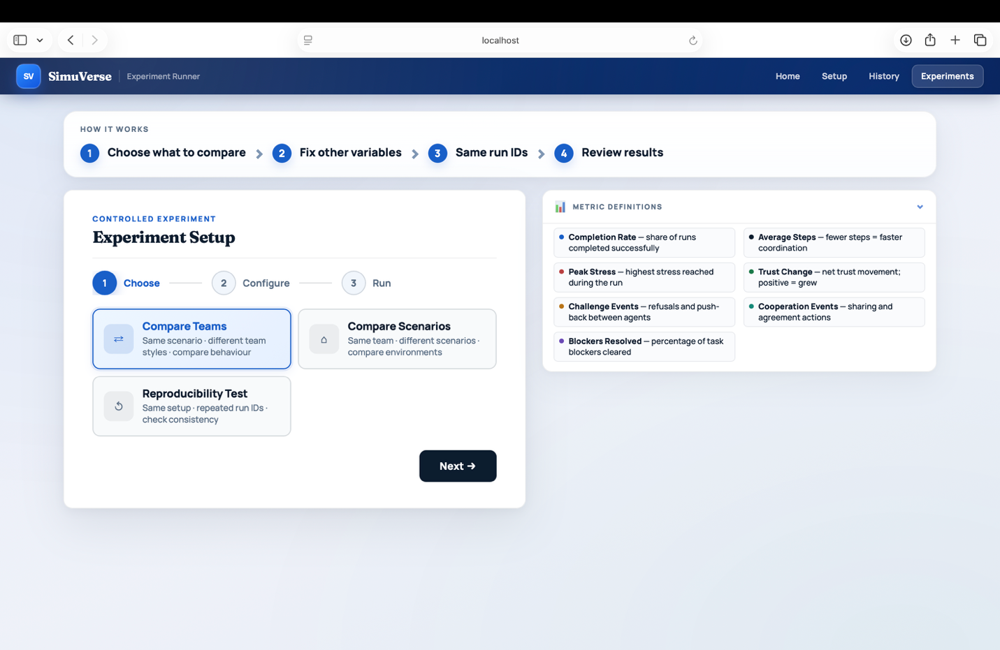 localhost
SV
SimuVerse
Experiment Runner
Home
Setup
History
Experiments
HOW IT WORKS
1 Choose what to compare
2 Fix other variables
3 Same run IDs
4 Review results
CONTROLLED EXPERIMENT
Experiment Setup
1 Choose
2 Configure
3 Run
Compare Teams
Same scenario · different team
styles · compare behaviour
Compare Scenarios
Same team · different scenarios ·
compare environments
Reproducibility Test
Same setup · repeated run IDs ·
check consistency
Next →
METRIC DEFINITIONS
Completion Rate — share of runs
completed successfully
Average Steps — fewer steps = faster
coordination
Peak Stress — highest stress reached
during the run
Trust Change — net trust movement;
positive = grew
Challenge Events — refusals and push-
back between agents
Cooperation Events — sharing and
agreement actions
Blockers Resolved — percentage of task
blockers cleared